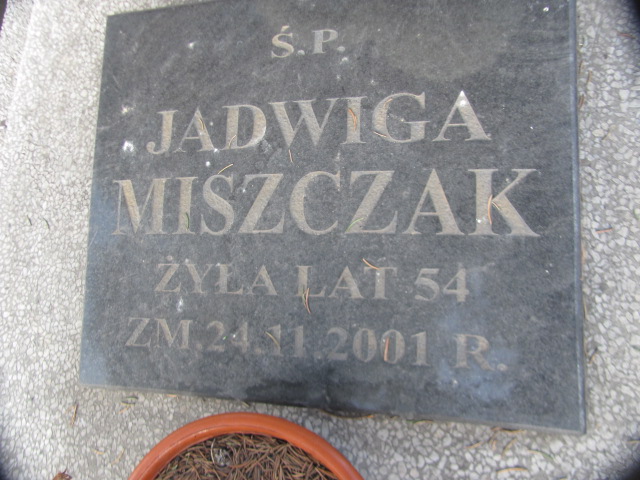 Ś.P.
JADWIGA
MISZCZAK
ŻYŁA LAT 54
ZM.24.11.2001 R.